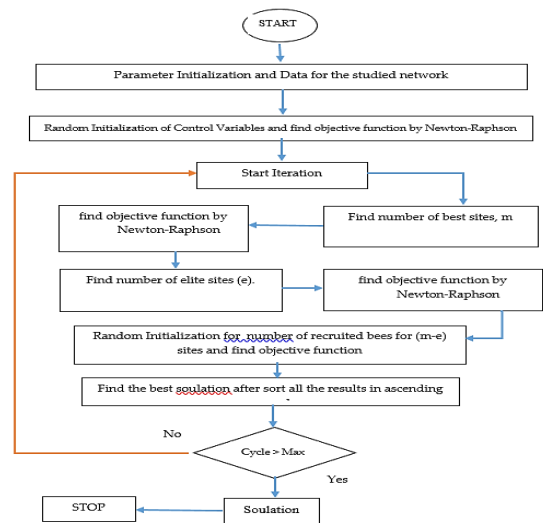 START
Parameter Initialization and Data for the studied network
Random Initialization of Control Variables and find objective function by Newton-Raphson
Start Iteration
Find number of best sites, m
find objective function by
Newton-Raphson
Find number of elite sites (e).
find objective function by
Newton-Raphson
Random Initialization for number of recruited bees for (m-e)
sites and find objective function
Find the best soulation after sort all the results in ascending
No
Cycle > Max
Yes
Soulation
STOP